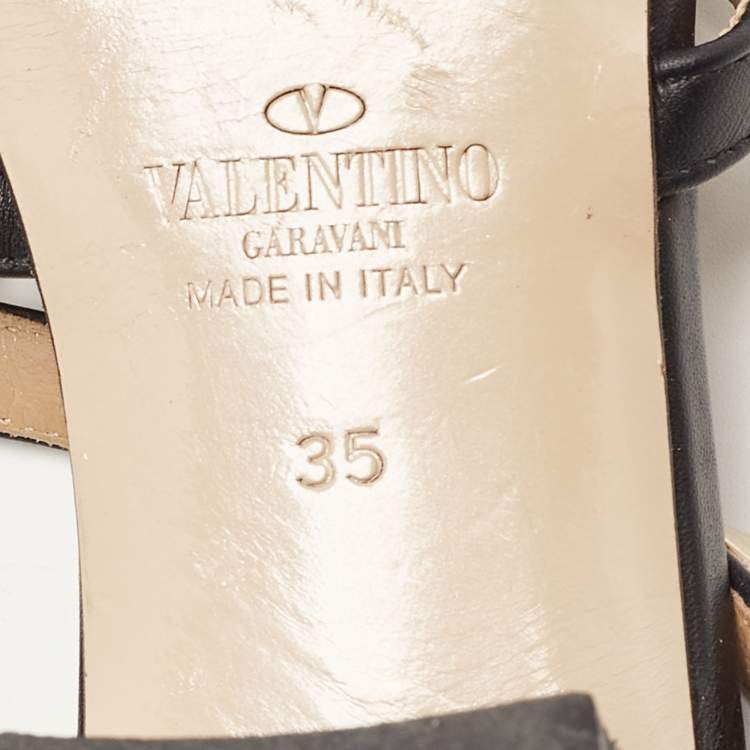 V
VALENTINO
GARAVANI
MADE IN ITALY
35